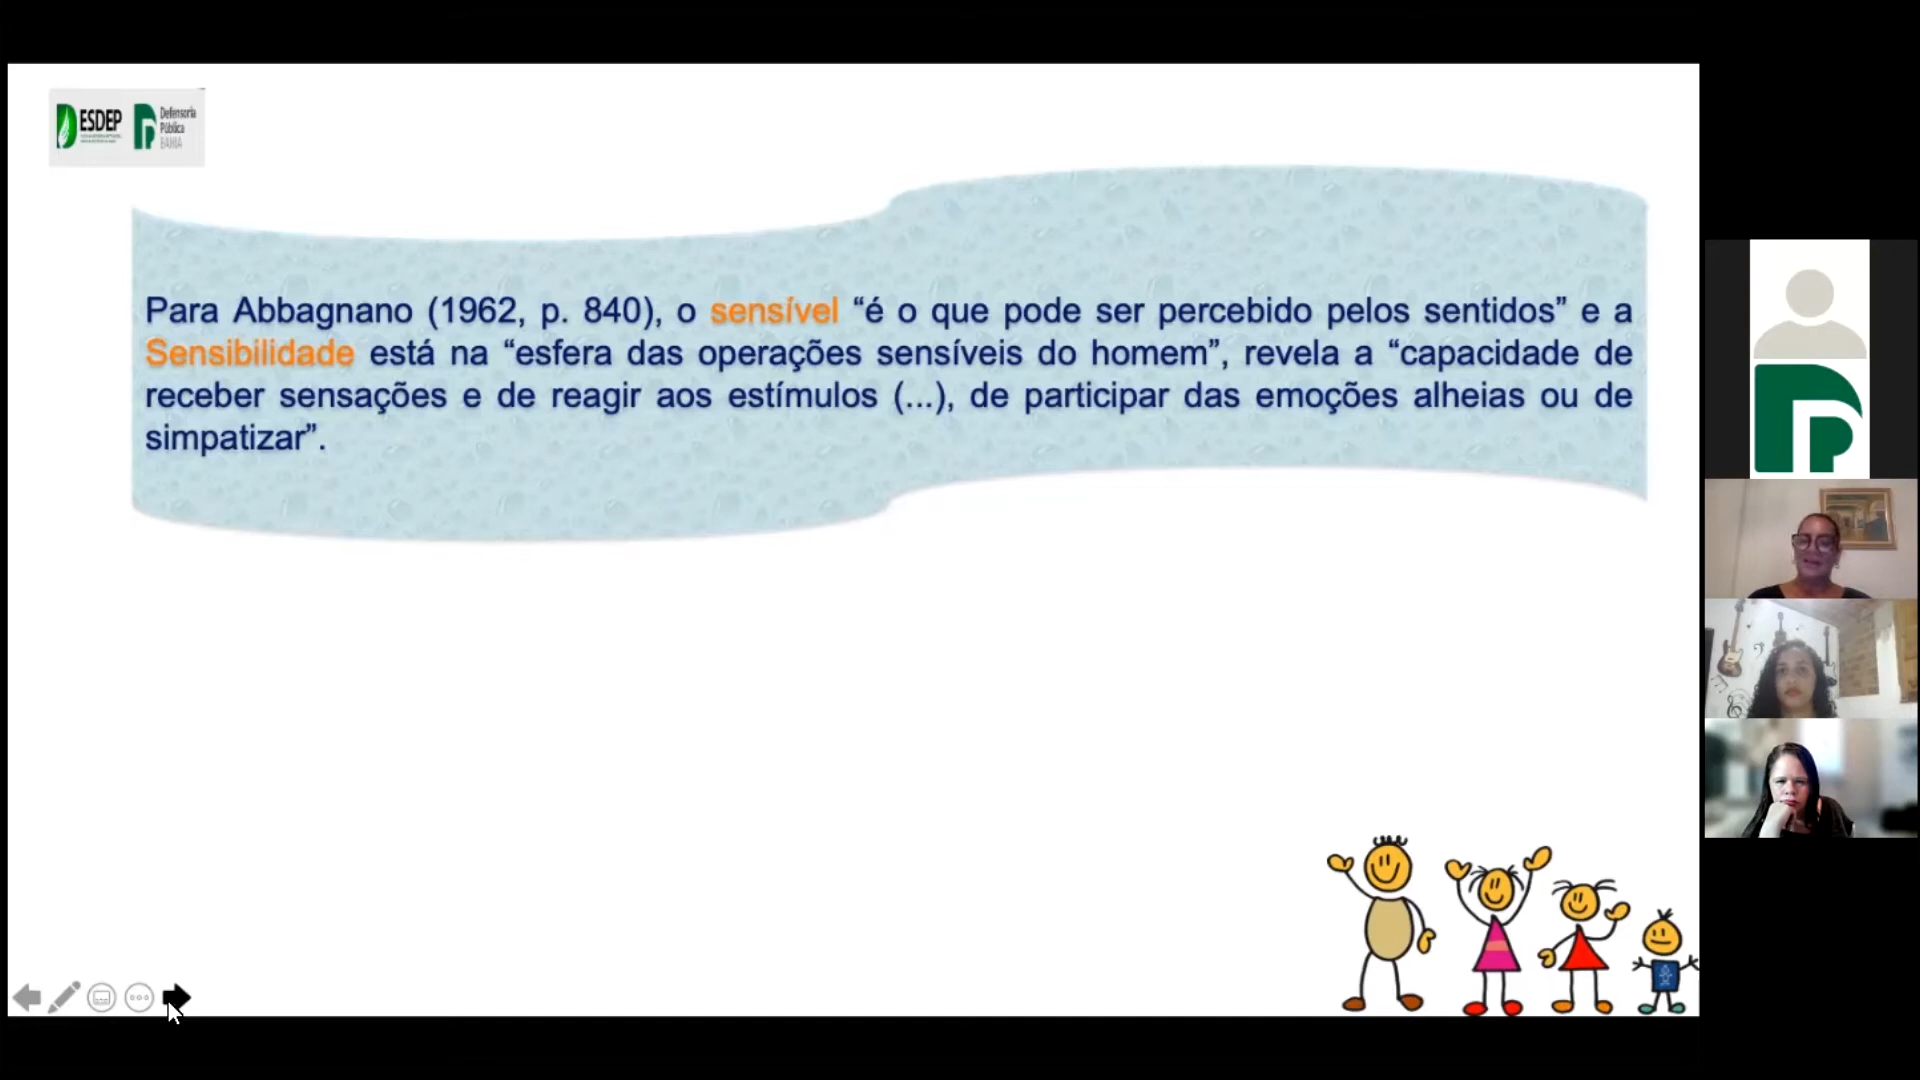 ESDEP
Defensoria
Pública
BAHIA
Para Abbagnano (1962, p. 840), o sensível “é o que pode ser percebido pelos sentidos” e a
Sensibilidade está na “esfera das operações sensíveis do homem”, revela a “capacidade de
receber sensações e de reagir aos estímulos (...), de participar das emoções alheias ou de
simpatizar”.